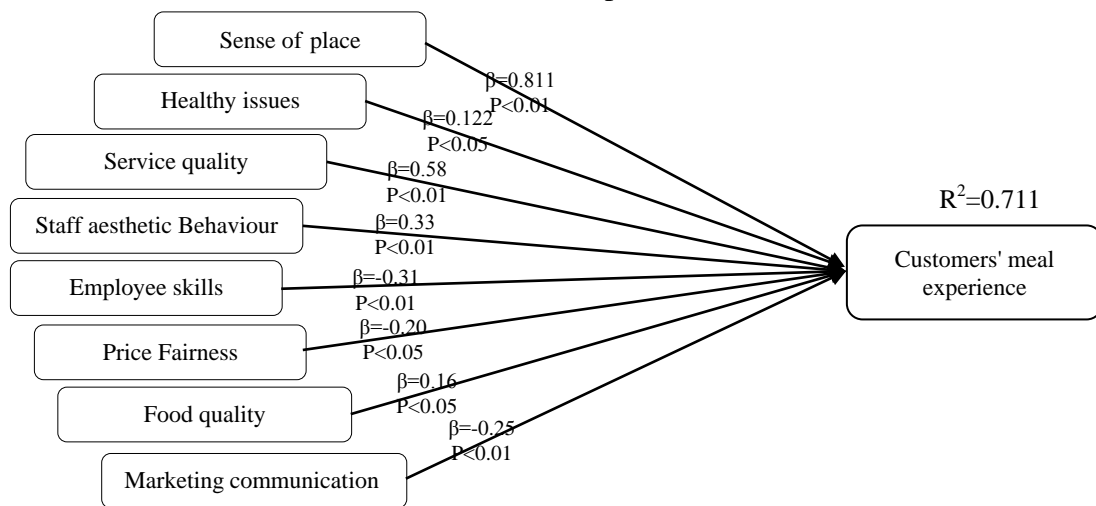 Sense of place
β=0.811
P<0.01
Healthy issues
β=0.122
P<0.05
Service quality
β=0.58
P<0.01
R²=0.711
Staff aesthetic Behaviour
β=0.33
P<0.01
Customers' meal
experience
Employee skills
β=-0.31
P<0.01
Price Fairness
β=-0.20
P<0.05
Food quality
β=0.16
P<0.05
Marketing communication
β=-0.25
P<0.01